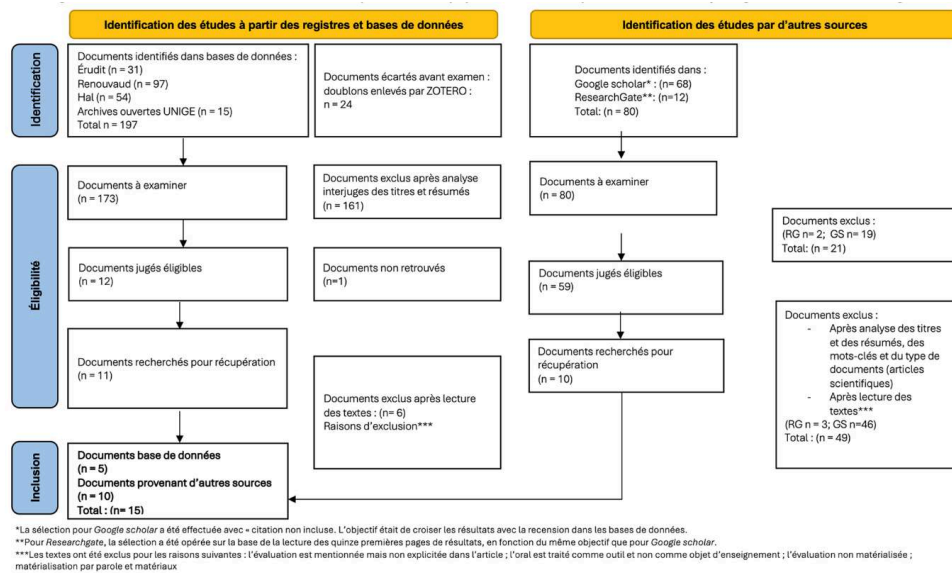 Identification des études à partir des registres et bases de données
Identification des études par d'autres sources
Identification
Documents identifiés dans bases de données :
Érudit (n = 31)
Renouvaud (n = 97)
Hal (n = 54)
Archives ouvertes UNIGE (n = 15)
Total n = 197
Documents écartés avant examen :
doublons enlevés par ZOTERO :
n = 24
Documents identifiés dans :
Google scholar* : (n= 68)
ResearchGate**: (n=12)
Total: (n = 80)
Éligibilité
Documents à examiner
(n = 173)
Documents exclus après analyse
interjuges des titres et résumés
(n = 161)
Documents à examiner
(n = 80)
Documents exclus :
(RG n= 2; GS n= 19)
Total: (n = 21)
Documents jugés éligibles
(n = 12)
Documents non retrouvés
(n=1)
Documents jugés éligibles
(n = 59)
Documents recherchés pour récupération
(n = 11)
Documents exclus après lecture
des textes : (n= 6)
Raisons d'exclusion***
Documents recherchés pour
récupération
(n = 10)
Documents exclus :
- Après analyse des titres
et des résumés, des
mots-clés et du type de
documents (articles
scientifiques)
- Après lecture des
textes***
(RG n = 3; GS n=46)
Total : (n = 49)
Inclusion
Documents base de données
(n = 5)
Documents provenant d'autres sources
(n = 10)
Total : (n= 15)
*La sélection pour Google scholar a été effectuée avec « citation non incluse. L'objectif était de croiser les résultats avec la recension dans les bases de données.
**Pour Researchgate, la sélection a été opérée sur la base de la lecture des quinze premières pages de résultats, en fonction du même objectif que pour Google scholar.
***Les textes ont été exclus pour les raisons suivantes : l'évaluation est mentionnée mais non explicitée dans l'article ; l'oral est traité comme outil et non comme objet d'enseignement ; l'évaluation non matérialisée ;
matérialisation par parole et matériaux